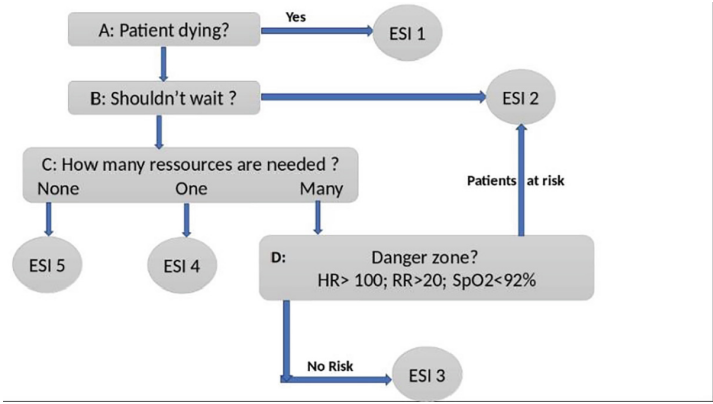 A: Patient dying?
Yes
ESI 1
B: Shouldn't wait ?
ESI 2
C: How many ressources are needed ?
None One Many
Patients at risk
ESI 5
ESI 4
D: Danger zone?
HR> 100; RR>20; SpO2<92%
No Risk
ESI 3